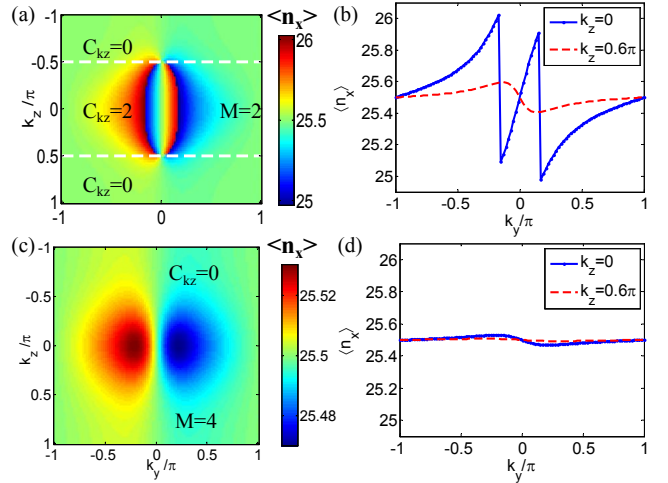 (a)
<n_x>
C_kz=0
C_kz=2
M=2
C_kz=0
k_z/π
-1
-0.5
0
0.5
1
-1
0
1
26
25.5
25
(b)
k_z=0
k_z=0.6π
⟨n_x⟩
26
25.8
25.6
25.4
25.2
25
-1
-0.5
0
0.5
1
k_y/π
(c)
<n_x>
C_kz=0
M=4
k_z/π
-1
-0.5
0
0.5
1
-1
-0.5
0
0.5
1
k_y/π
25.52
25.5
25.48
(d)
k_z=0
k_z=0.6π
⟨n_x⟩
26
25.8
25.6
25.4
25.2
25
-1
-0.5
0
0.5
1
k_y/π